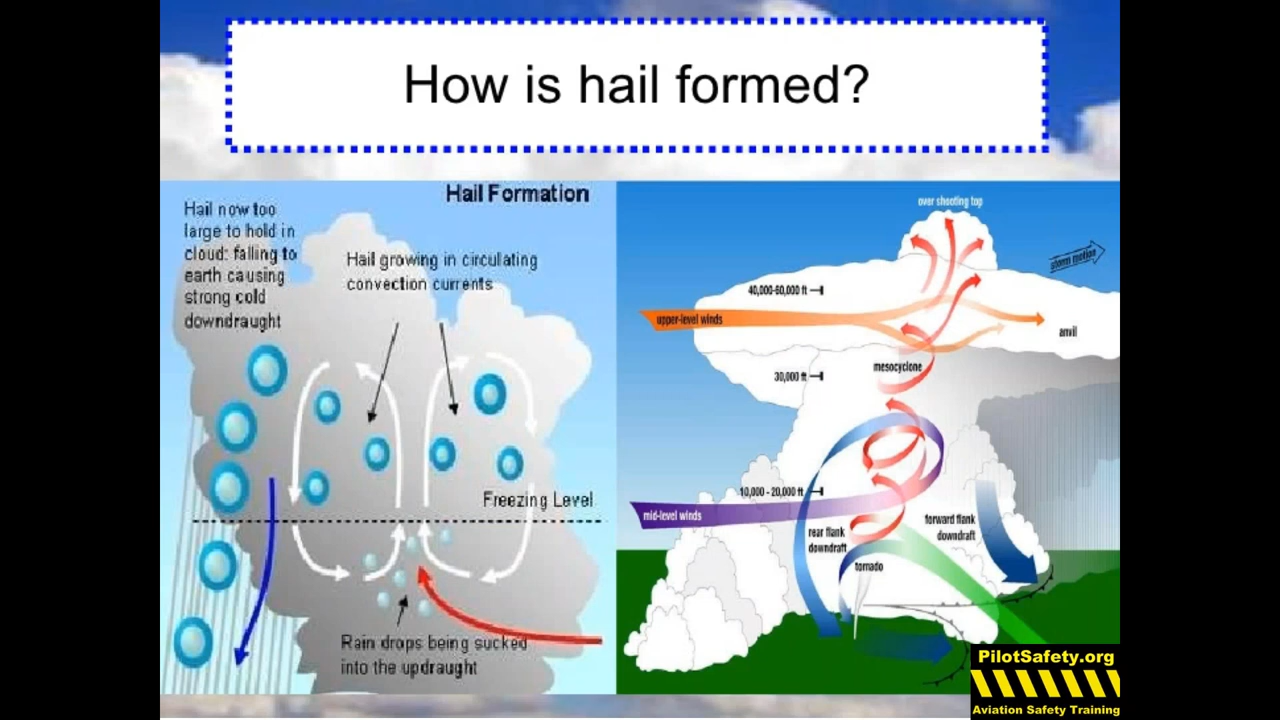 How is hail formed?
Hail Formation
Hail now too
large to hold in
cloud: falling to
earth causing
strong cold
downdraught
Hail growing in circulating
convection currents
Freezing Level
Rain drops being sucked
into the updraught
over shooting top
storm motion
40,000-60,000 ft
upper-level winds
anvil
mesocyclone
30,000 ft
10,000 - 20,000 ft
mid-level winds
rear flank
downdraft
forward flank
downdraft
tornado
PilotSafety.org
Aviation Safety Training